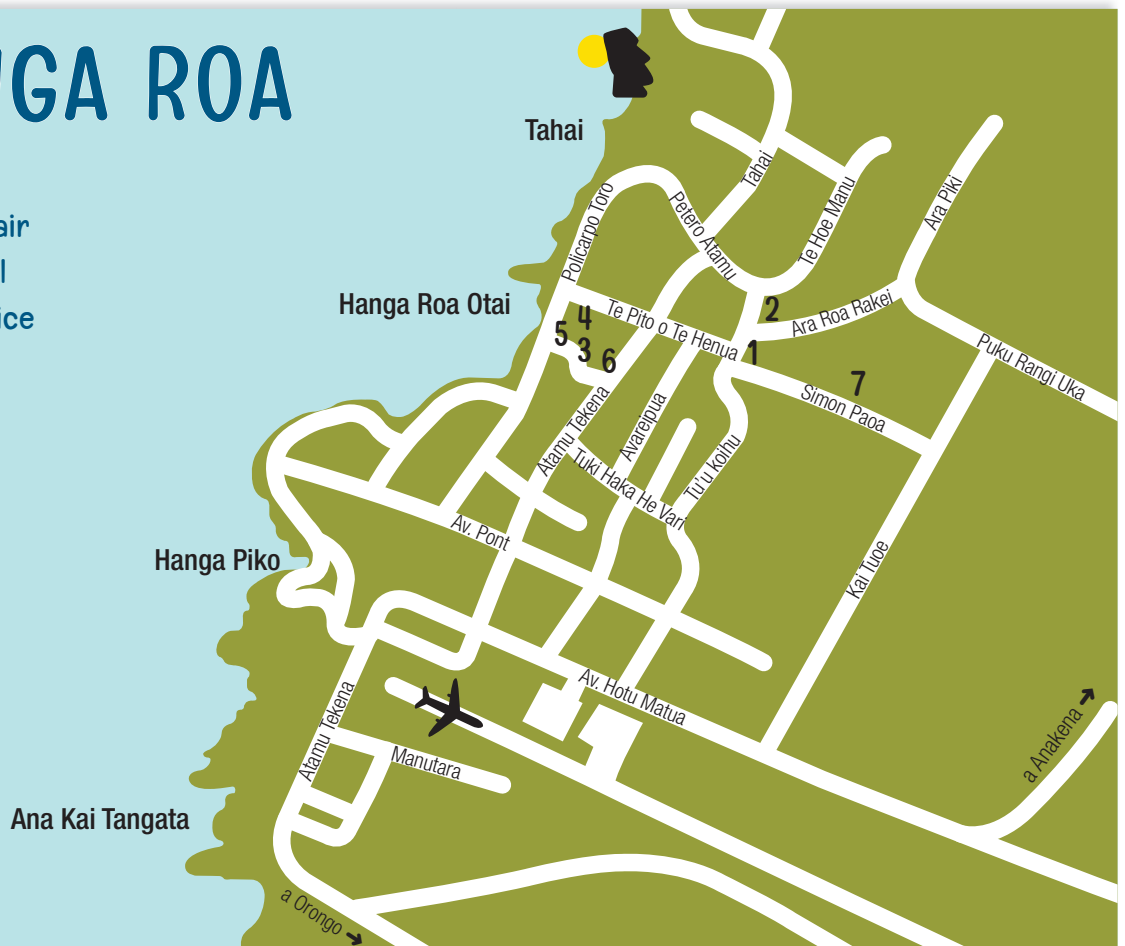 GA ROA
Tahai
air
l
ice
Hanga Roa Otai
Policarpo Toro
Petero Atamu
Tahai
Te Hoe Manu
Ara Piki
Ara Roa Rakei
Te Pito o Te Henua
Puku Rangi Uka
Simon Paoa
1
2
3
4
5
6
7
Atamu Tekena
Avareipua
Tuki Haka He Vari
Tu'u koihu
Av. Pont
Kai Tuoe
Hanga Piko
Av. Hotu Matua
Atamu Tekena
Manutara
a Anakena
Ana Kai Tangata
a Orongo